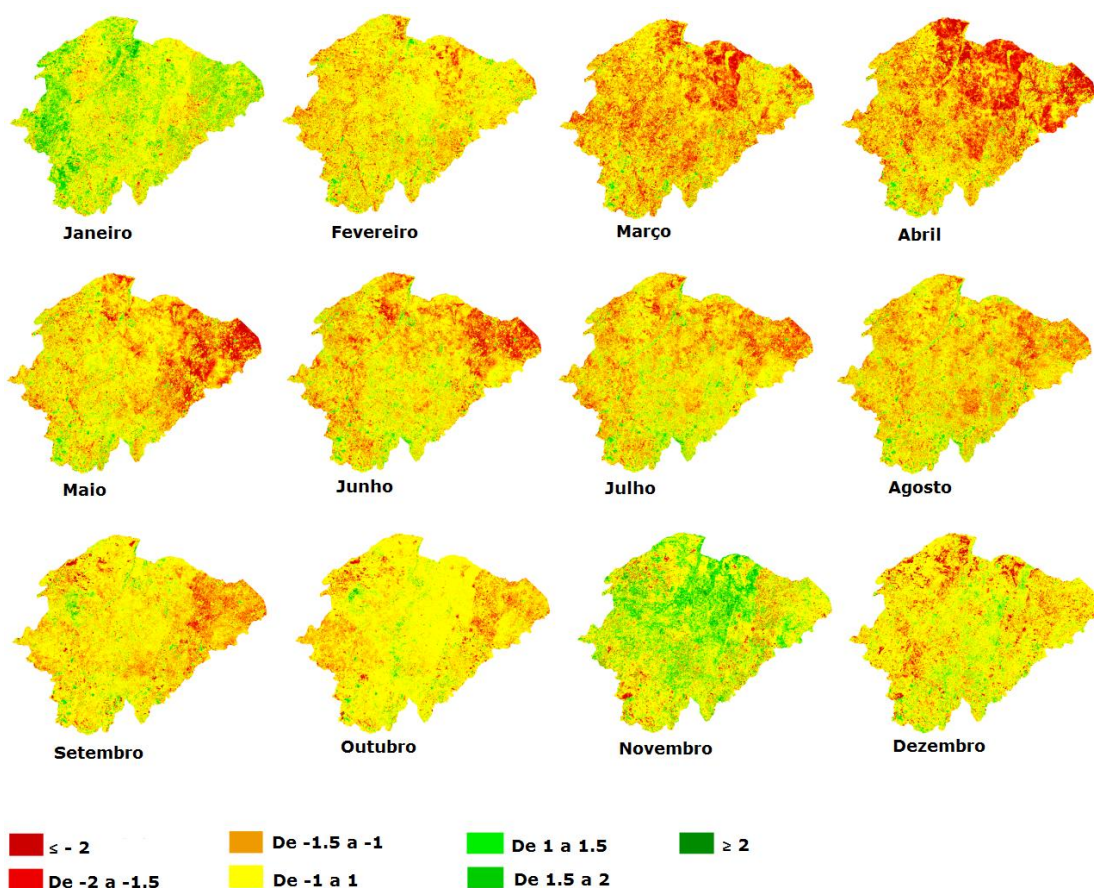 Janeiro
Fevereiro
Março
Abril
Maio
Junho
Julho
Agosto
Setembro
Outubro
Novembro
Dezembro
≤ - 2
De -1.5 a -1
De 1 a 1.5
≥ 2
De -2 a -1.5
De -1 a 1
De 1.5 a 2